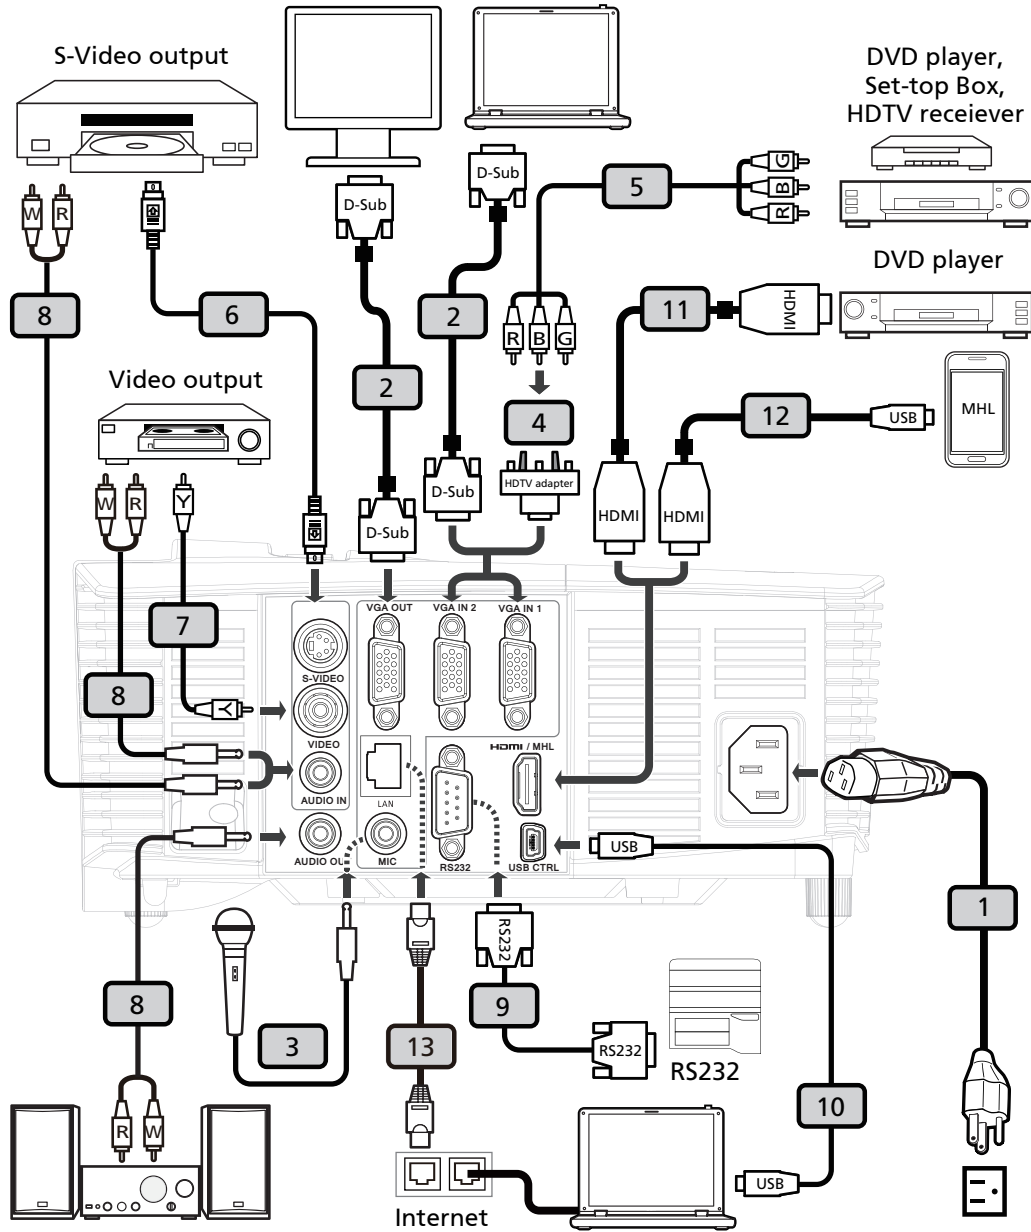 S-Video output
DVD player,
Set-top Box,
HDTV receiever
D-Sub
D-Sub
G
B
R
5
W
R
DVD player
HDMI
11
8
6
2
R
B
G
2
Video output
4
12
USB
MHL
W
R
Y
D-Sub
HDTV adapter
D-Sub
HDMI
HDMI
VGA OUT
VGA IN 2
VGA IN 1
7
S-VIDEO
8
Y
VIDEO
HDMI / MHL
AUDIO IN
LAN
AUDIO OU
MIC
RS232
USB CTRL
USB
1
RS232
8
3
13
9
RS232
RS232
10
R
W
USB
Internet